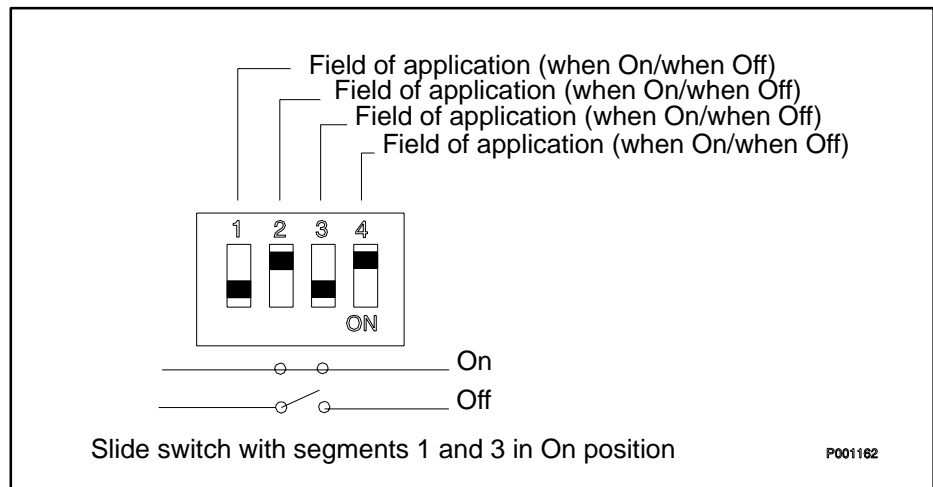 Field of application (when On/when Off)
Field of application (when On/when Off)
Field of application (when On/when Off)
Field of application (when On/when Off)
1 2 3 4
ON
On
Off
Slide switch with segments 1 and 3 in On position
P001162